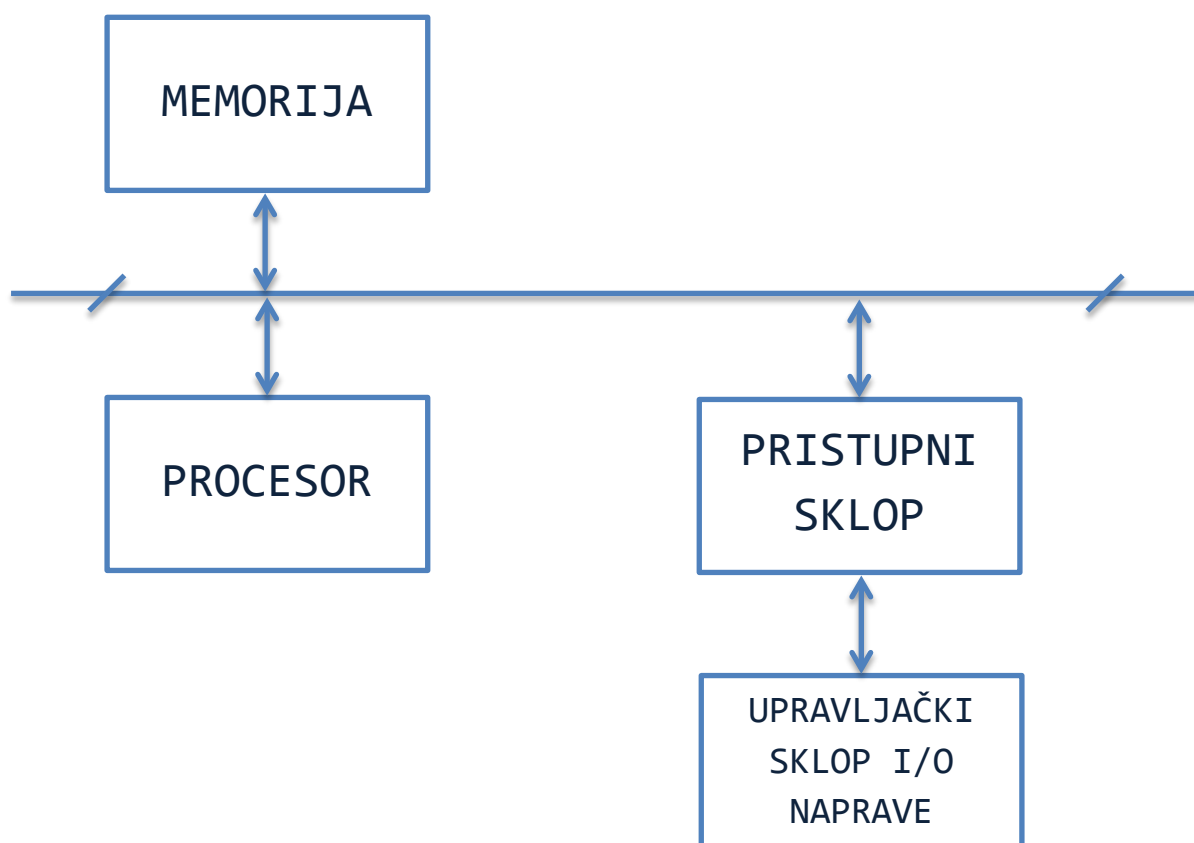 MEMORIJA
PROCESOR
PRISTUPNI
SKLOP
UPRAVLJAČKI
SKLOP I/O
NAPRAVE